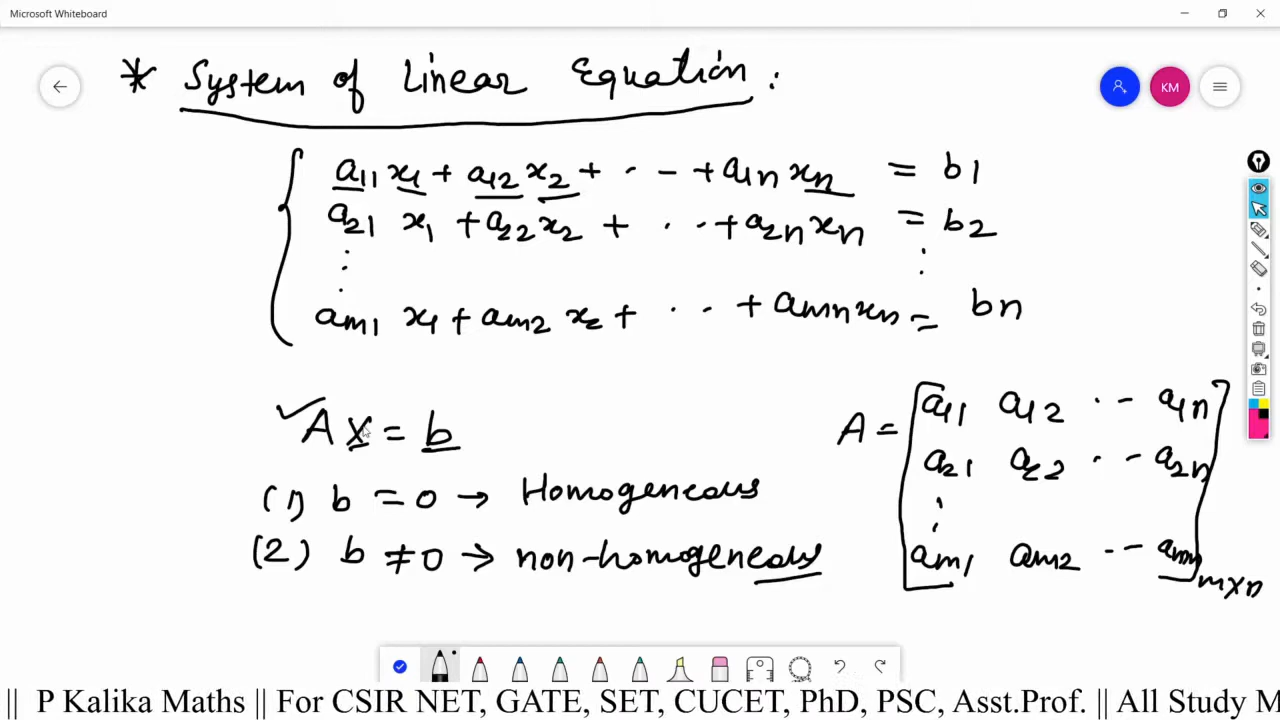 Microsoft Whiteboard
* System of Linear Equation :
a11 x1 + a12 x2 + ·· - + a1n xn = b1
a21 x1 + a22 x2 + · ·· + a2n xn = b2
⋮ ⋮
am1 x1 + am2 x2 + · ·· + amn xn = bn
✓ A x = b
A = [ a11 a12 ·· - a1n
a21 a22 ·· - a2n
⋮
am1 am2 ·· - amn ] m×n
(1) b = 0 → Homogeneous
(2) b ≠ 0 → non-homogeneous
KM
|| P Kalika Maths || For CSIR NET, GATE, SET, CUCET, PhD, PSC, Asst.Prof. || All Study M